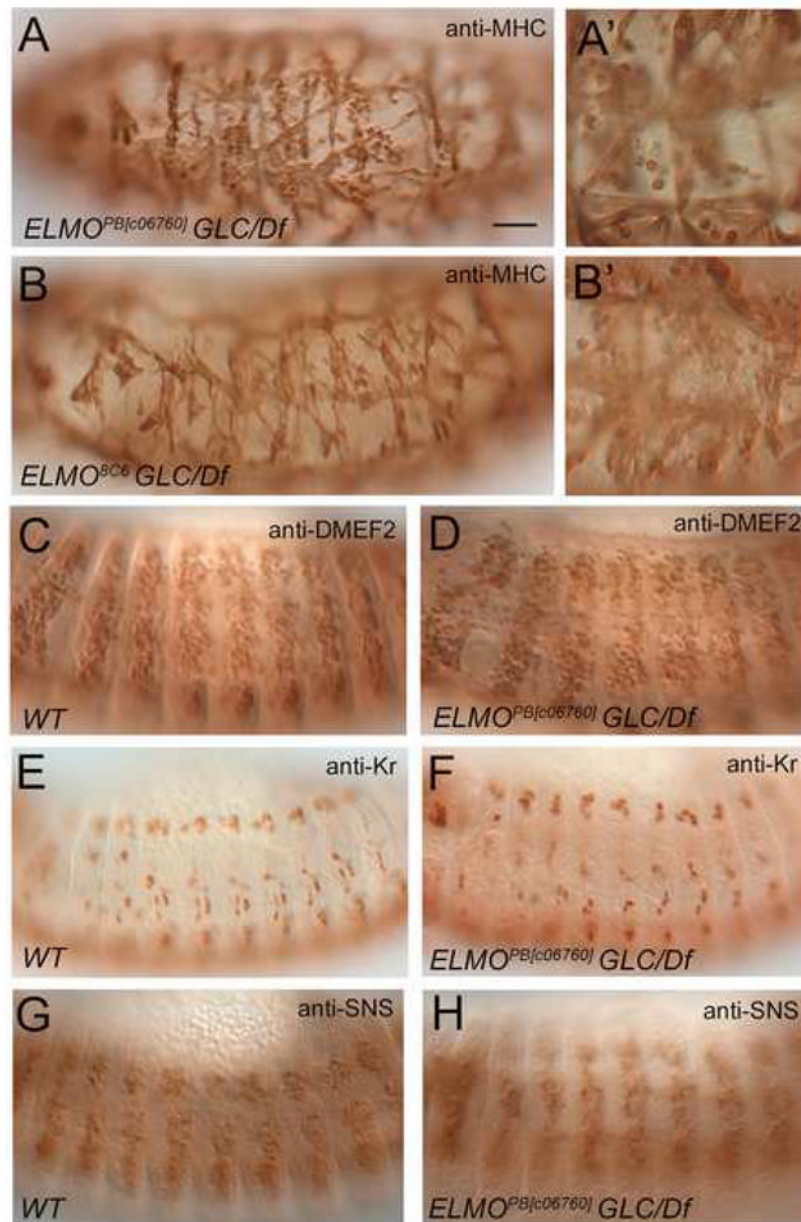 A
anti-MHC
ELMO^PB[c06760] GLC/Df
A'
B
anti-MHC
ELMO^8C6 GLC/Df
B'
C
anti-DMEF2
WT
D
anti-DMEF2
ELMO^PB[c06760] GLC/Df
E
anti-Kr
WT
F
anti-Kr
ELMO^PB[c06760] GLC/Df
G
anti-SNS
WT
H
anti-SNS
ELMO^PB[c06760] GLC/Df